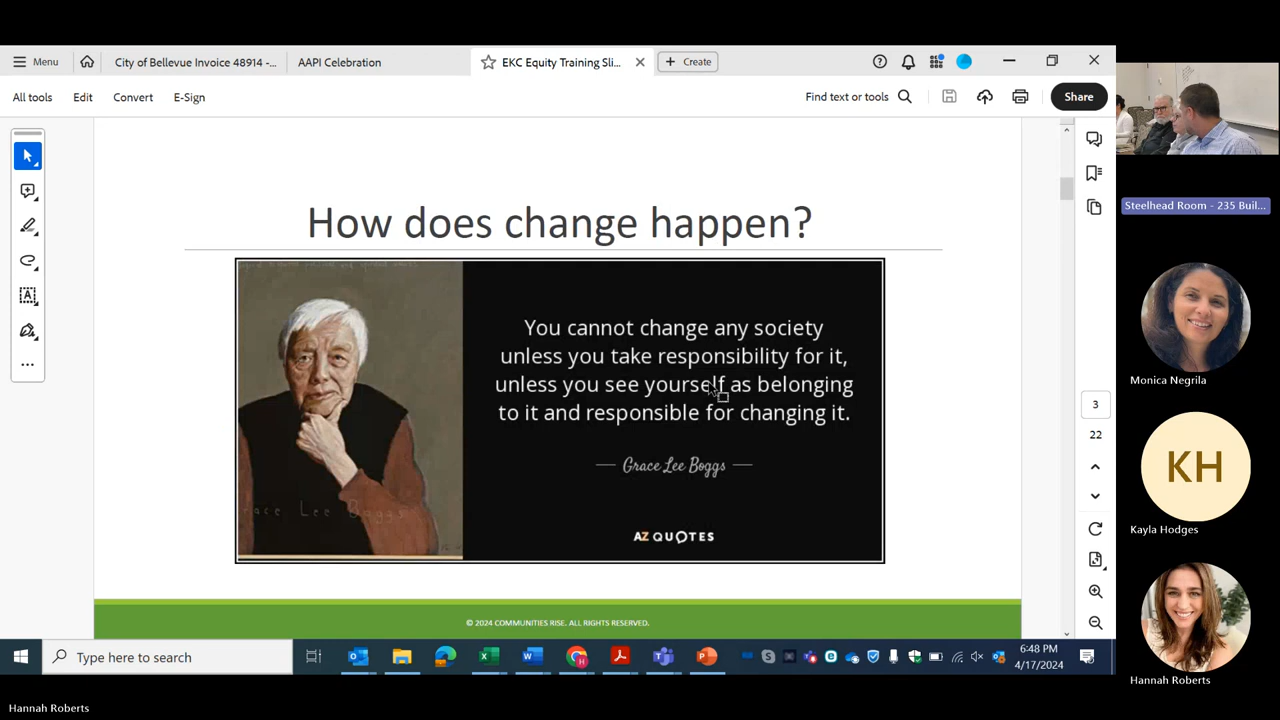 Menu
City of Bellevue Invoice 48914 -...
AAPI Celebration
EKC Equity Training Sli...
Create
All tools
Edit
Convert
E-Sign
Find text or tools
Share
How does change happen?
You cannot change any society
unless you take responsibility for it,
unless you see yourself as belonging
to it and responsible for changing it.
Grace Lee Boggs
AZ QUOTES
ace Lee Boggs
© 2024 COMMUNITIES RISE. ALL RIGHTS RESERVED.
3
22
Type here to search
6:48 PM
4/17/2024
Steelhead Room - 235 Buil...
Monica Negrila
KH
Kayla Hodges
Hannah Roberts
Hannah Roberts